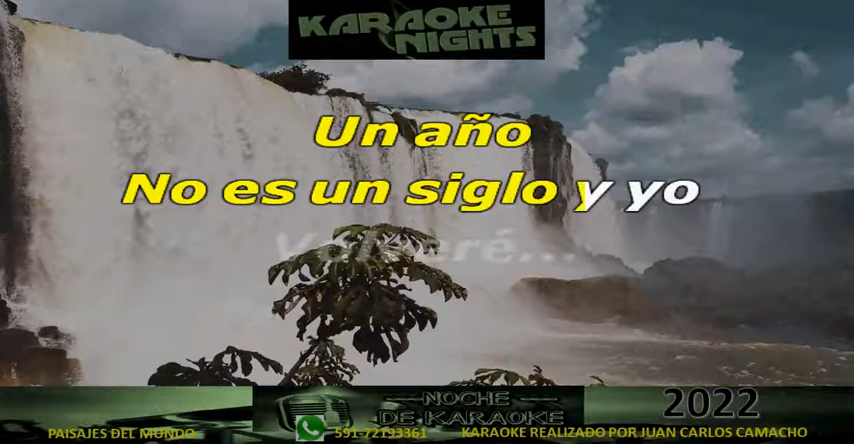 KARAOKE
NIGHTS
Un año
No es un siglo y yo
Volveré...
NOCHE
DE KARAOKE
2022
PAISAJES DEL MUNDO
591-72193361
KARAOKE REALIZADO POR JUAN CARLOS CAMACHO